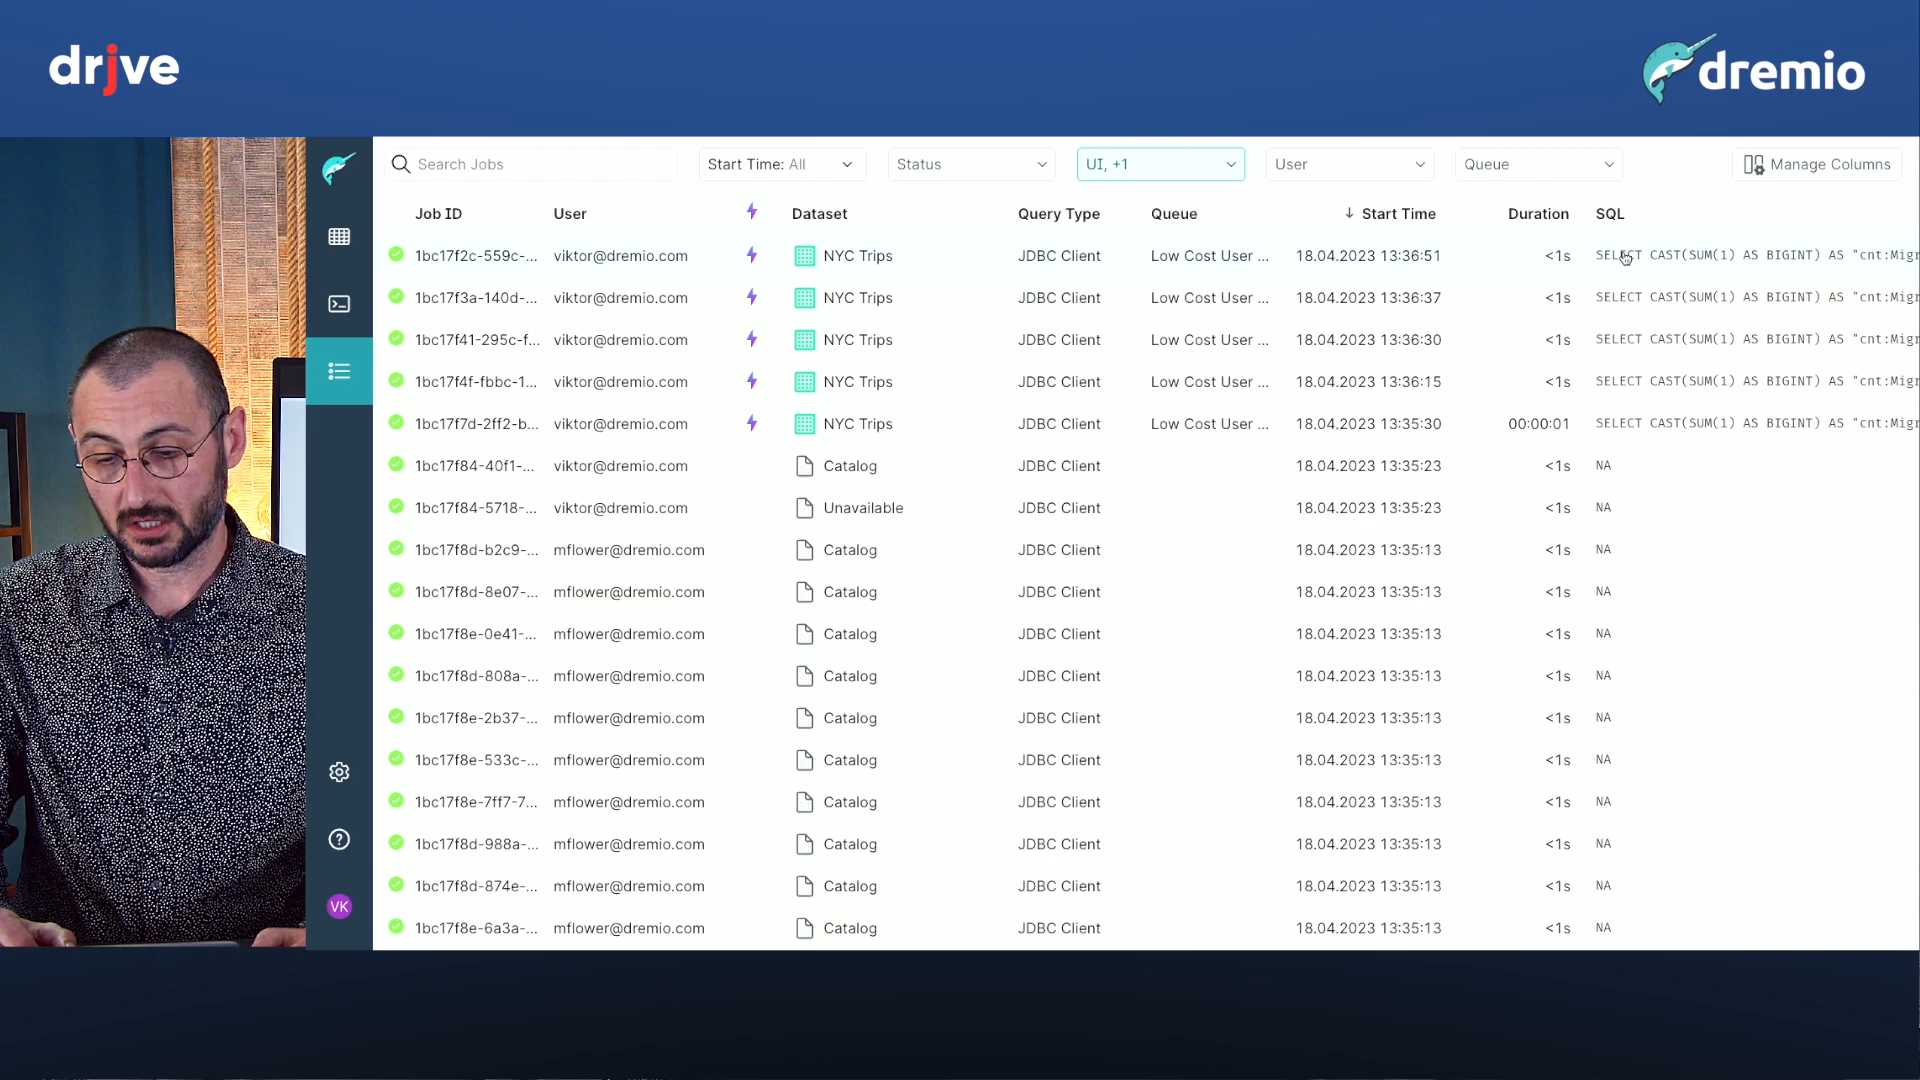 drive
dremio
Search Jobs
Start Time: All
Status
UI, +1
User
Queue
Manage Columns
Job ID User Dataset Query Type Queue Start Time Duration SQL
1bc17f2c-559c-... viktor@dremio.com NYC Trips JDBC Client Low Cost User ... 18.04.2023 13:36:51 <1s SELECT CAST(SUM(1) AS BIGINT) AS "cnt:Migr
1bc17f3a-140d-... viktor@dremio.com NYC Trips JDBC Client Low Cost User ... 18.04.2023 13:36:37 <1s SELECT CAST(SUM(1) AS BIGINT) AS "cnt:Migr
1bc17f41-295c-f... viktor@dremio.com NYC Trips JDBC Client Low Cost User ... 18.04.2023 13:36:30 <1s SELECT CAST(SUM(1) AS BIGINT) AS "cnt:Migr
1bc17f4f-fbbc-1... viktor@dremio.com NYC Trips JDBC Client Low Cost User ... 18.04.2023 13:36:15 <1s SELECT CAST(SUM(1) AS BIGINT) AS "cnt:Migr
1bc17f7d-2ff2-b... viktor@dremio.com NYC Trips JDBC Client Low Cost User ... 18.04.2023 13:35:30 00:00:01 SELECT CAST(SUM(1) AS BIGINT) AS "cnt:Migr
1bc17f84-40f1-... viktor@dremio.com Catalog JDBC Client 18.04.2023 13:35:23 <1s NA
1bc17f84-5718-... viktor@dremio.com Unavailable JDBC Client 18.04.2023 13:35:23 <1s NA
1bc17f8d-b2c9-... mflower@dremio.com Catalog JDBC Client 18.04.2023 13:35:13 <1s NA
1bc17f8d-8e07-... mflower@dremio.com Catalog JDBC Client 18.04.2023 13:35:13 <1s NA
1bc17f8e-0e41-... mflower@dremio.com Catalog JDBC Client 18.04.2023 13:35:13 <1s NA
1bc17f8d-808a-... mflower@dremio.com Catalog JDBC Client 18.04.2023 13:35:13 <1s NA
1bc17f8e-2b37-... mflower@dremio.com Catalog JDBC Client 18.04.2023 13:35:13 <1s NA
1bc17f8e-533c-... mflower@dremio.com Catalog JDBC Client 18.04.2023 13:35:13 <1s NA
1bc17f8e-7ff7-7... mflower@dremio.com Catalog JDBC Client 18.04.2023 13:35:13 <1s NA
1bc17f8d-988a-... mflower@dremio.com Catalog JDBC Client 18.04.2023 13:35:13 <1s NA
1bc17f8d-874e-... mflower@dremio.com Catalog JDBC Client 18.04.2023 13:35:13 <1s NA
1bc17f8e-6a3a-... mflower@dremio.com Catalog JDBC Client 18.04.2023 13:35:13 <1s NA
VK